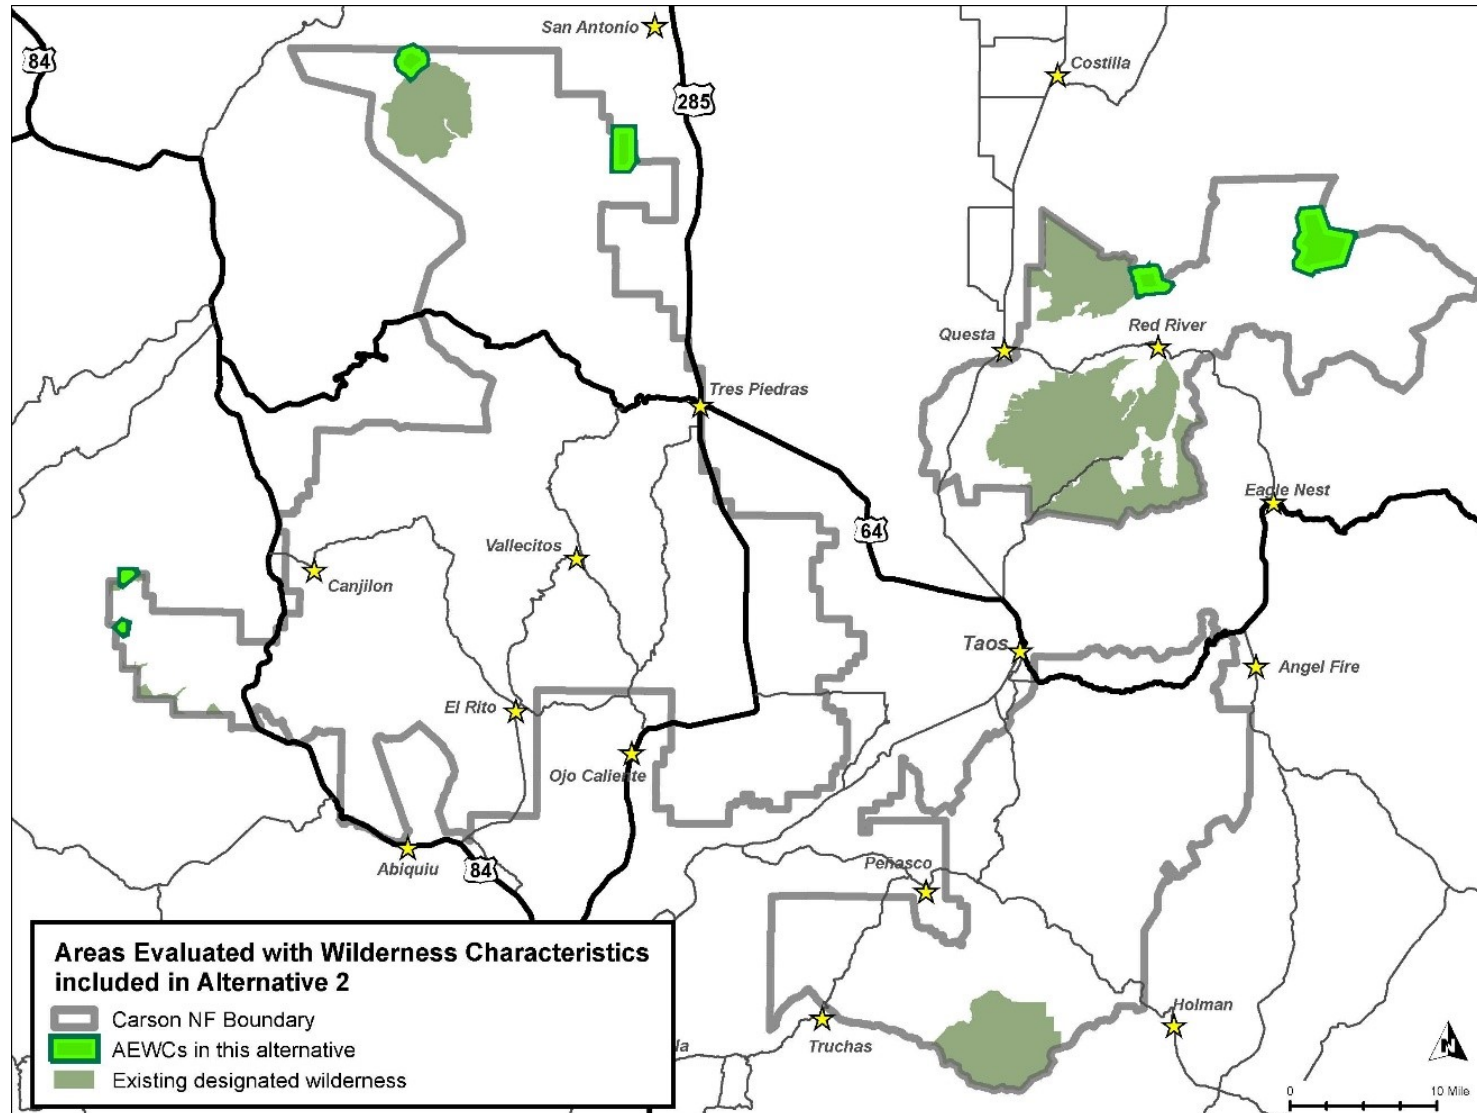 San Antonio
84
Costilla
285
Questa
Red River
Tres Piedras
Eagle Nest
64
Vallecitos
Canjilon
Taos
Angel Fire
El Rito
Ojo Caliente
Abiquiu
84
Peñasco
Areas Evaluated with Wilderness Characteristics
included in Alternative 2
Carson NF Boundary
AEWCs in this alternative
Existing designated wilderness
la
Truchas
Holman
N
0
10 Mile